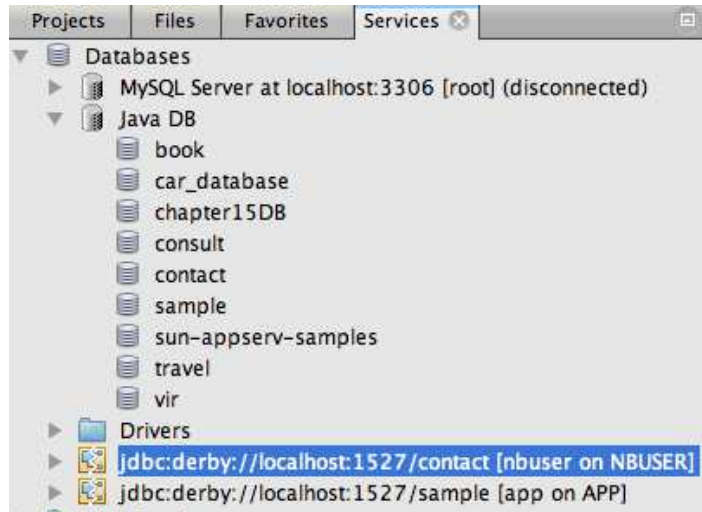 Projects Files Favorites Services
Databases
MySQL Server at localhost:3306 [root] (disconnected)
Java DB
book
car_database
chapter15DB
consult
contact
sample
sun-appserv-samples
travel
vir
Drivers
jdbc:derby://localhost:1527/contact [nbuser on NBUSER]
jdbc:derby://localhost:1527/sample [app on APP]